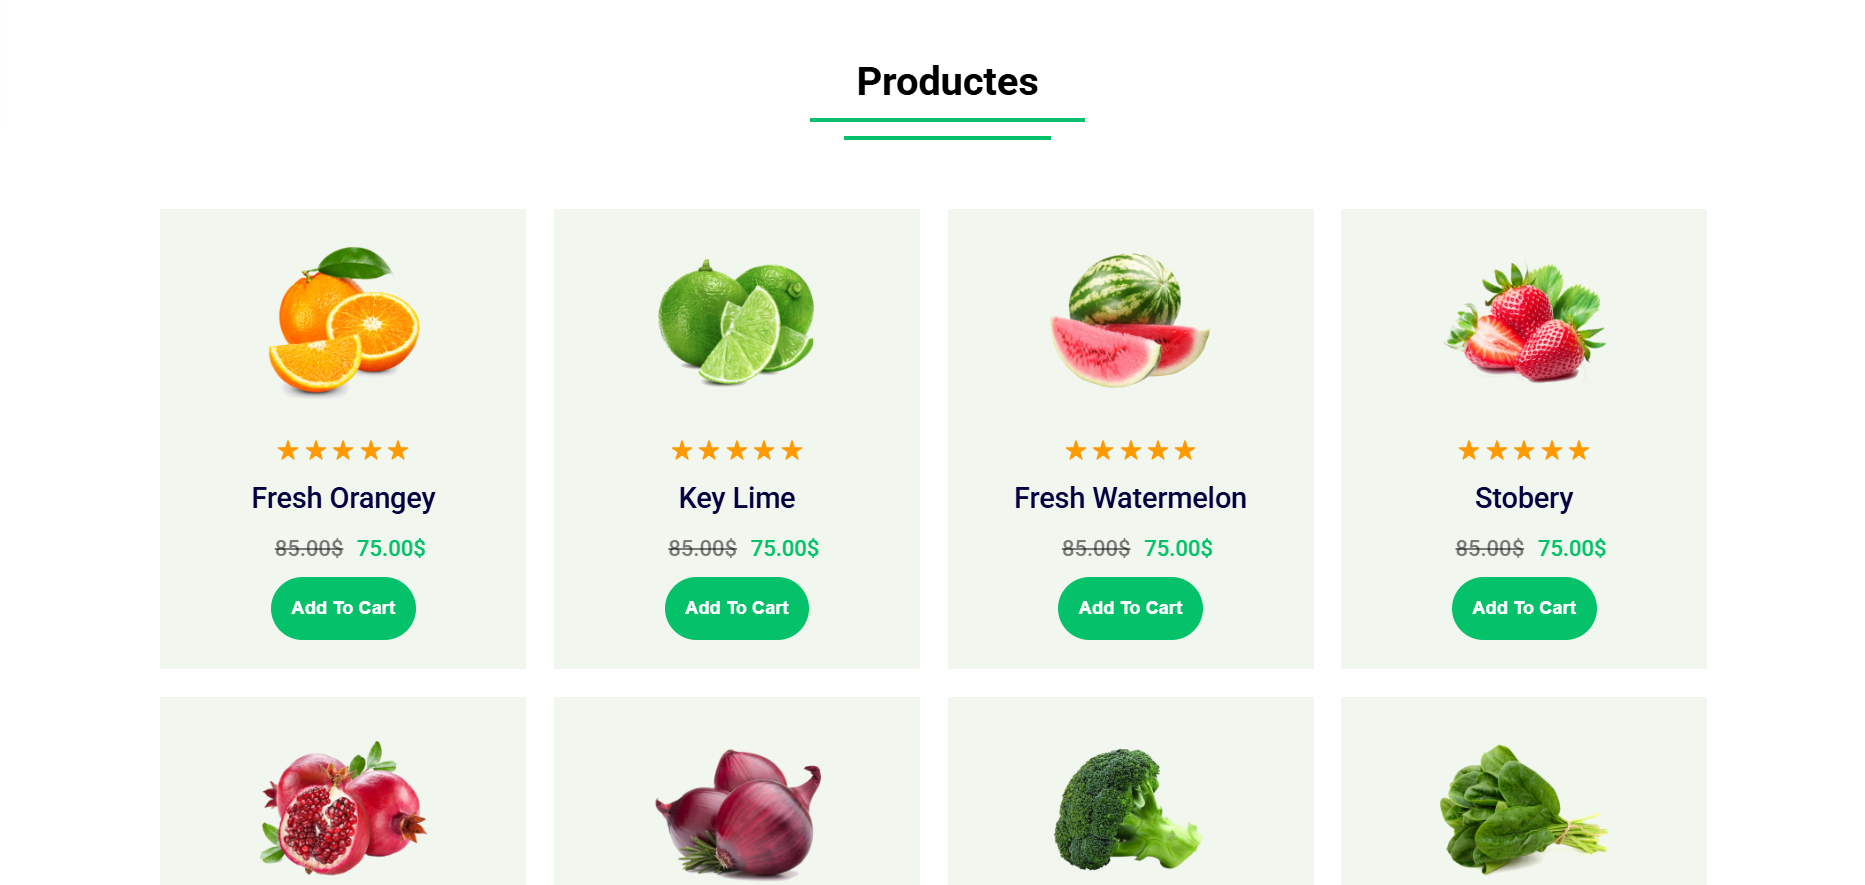 Productes
Fresh Orangey
85.00$ 75.00$
Add To Cart
Key Lime
85.00$ 75.00$
Add To Cart
Fresh Watermelon
85.00$ 75.00$
Add To Cart
Stobery
85.00$ 75.00$
Add To Cart